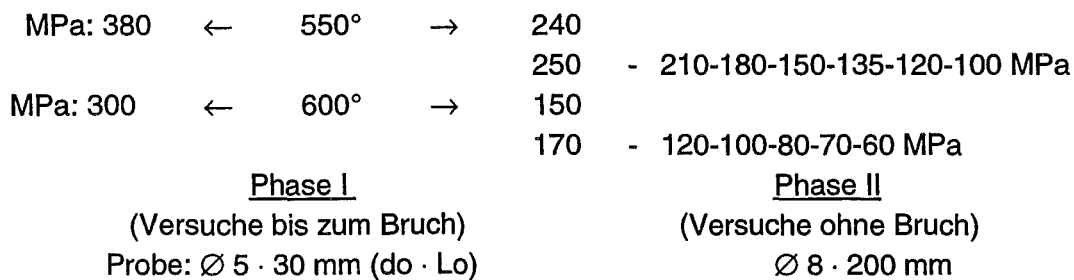 MPa: 380 ← 550° → 240
250 - 210-180-150-135-120-100 MPa
MPa: 300 ← 600° → 150
170 - 120-100-80-70-60 MPa
Phase I Phase II
(Versuche bis zum Bruch) (Versuche ohne Bruch)
Probe: ∅ 5 · 30 mm (do · Lo) ∅ 8 · 200 mm